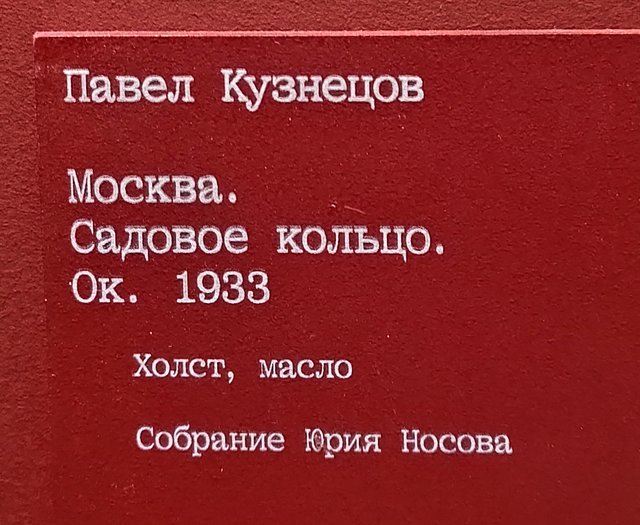 Павел Кузнецов
Москва.
Садовое кольцо.
Ок. 1933
Холст, масло
Собрание Юрия Носова